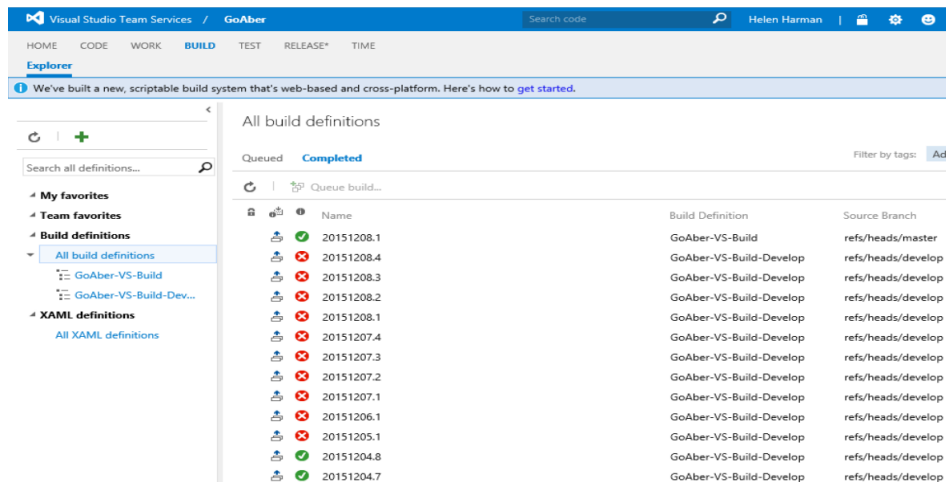 Visual Studio Team Services / GoAber Search code Helen Harman
HOME CODE WORK BUILD TEST RELEASE* TIME
Explorer
We've built a new, scriptable build system that's web-based and cross-platform. Here's how to get started.
All build definitions
Queued Completed Filter by tags: Ad
Search all definitions...
Queue build...
My favorites
Team favorites
Build definitions
All build definitions
GoAber-VS-Build
GoAber-VS-Build-Dev...
XAML definitions
All XAML definitions
Name Build Definition Source Branch
20151208.1 GoAber-VS-Build refs/heads/master
20151208.4 GoAber-VS-Build-Develop refs/heads/develop
20151208.3 GoAber-VS-Build-Develop refs/heads/develop
20151208.2 GoAber-VS-Build-Develop refs/heads/develop
20151208.1 GoAber-VS-Build-Develop refs/heads/develop
20151207.4 GoAber-VS-Build-Develop refs/heads/develop
20151207.3 GoAber-VS-Build-Develop refs/heads/develop
20151207.2 GoAber-VS-Build-Develop refs/heads/develop
20151207.1 GoAber-VS-Build-Develop refs/heads/develop
20151206.1 GoAber-VS-Build-Develop refs/heads/develop
20151205.1 GoAber-VS-Build-Develop refs/heads/develop
20151204.8 GoAber-VS-Build-Develop refs/heads/develop
20151204.7 GoAber-VS-Build-Develop refs/heads/develop